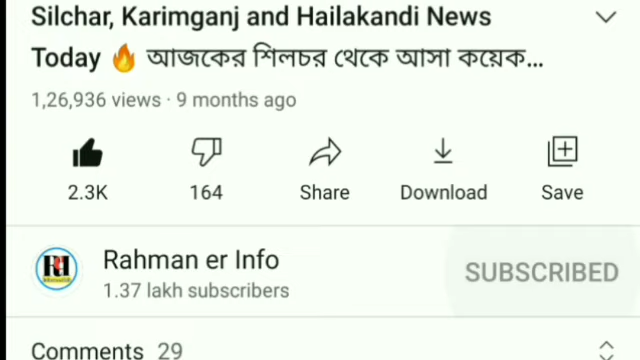 Silchar, Karimganj and Hailakandi News
Today 🔥 আজকের শিলচর থেকে আসা কয়েক...
1,26,936 views · 9 months ago
2.3K 164 Share Download Save
Rahman er Info
SUBSCRIBED
1.37 lakh subscribers
Comments 29